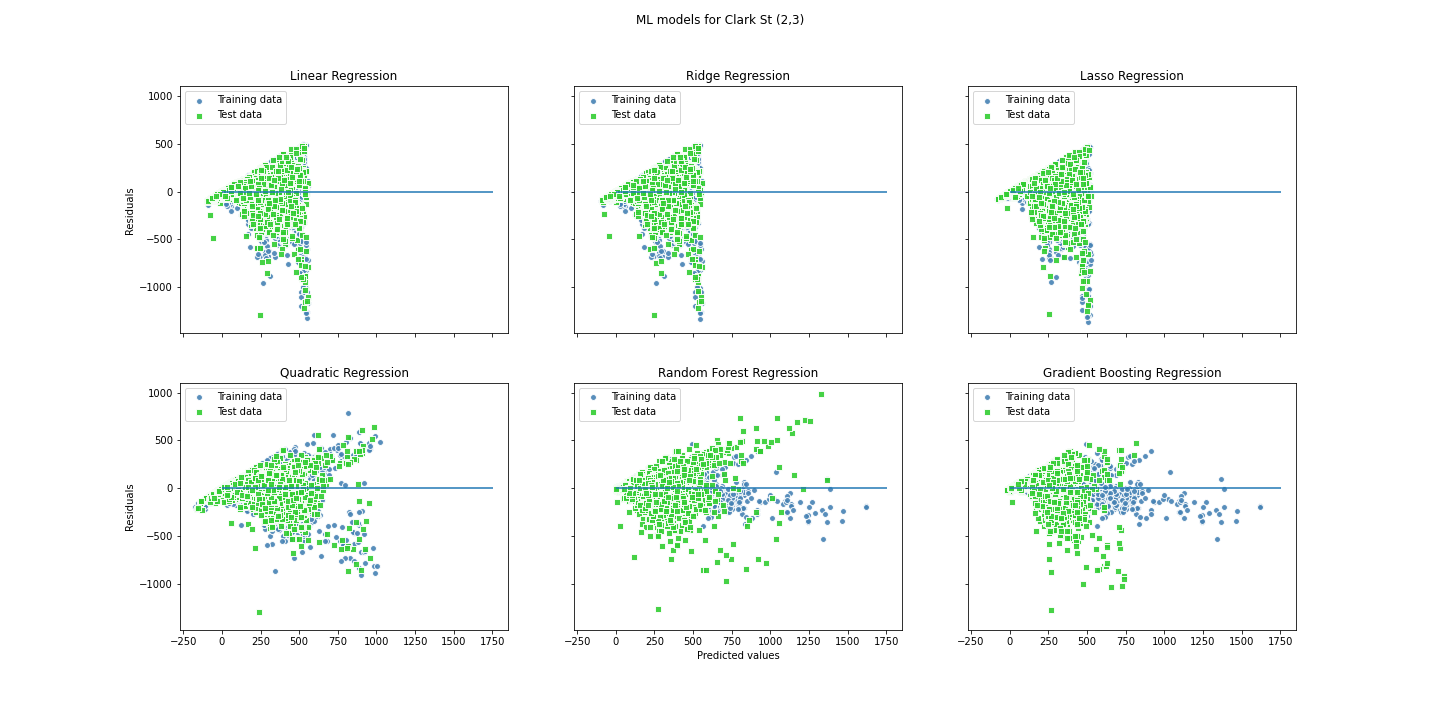 ML models for Clark St (2,3)
Linear Regression
Training data
Test data
1000
500
0
−500
−1000
Residuals
Ridge Regression
Training data
Test data
Lasso Regression
Training data
Test data
Quadratic Regression
Training data
Test data
1000
500
0
−500
−1000
Residuals
−250 0 250 500 750 1000 1250 1500 1750
Random Forest Regression
Training data
Test data
−250 0 250 500 750 1000 1250 1500 1750
Predicted values
Gradient Boosting Regression
Training data
Test data
−250 0 250 500 750 1000 1250 1500 1750